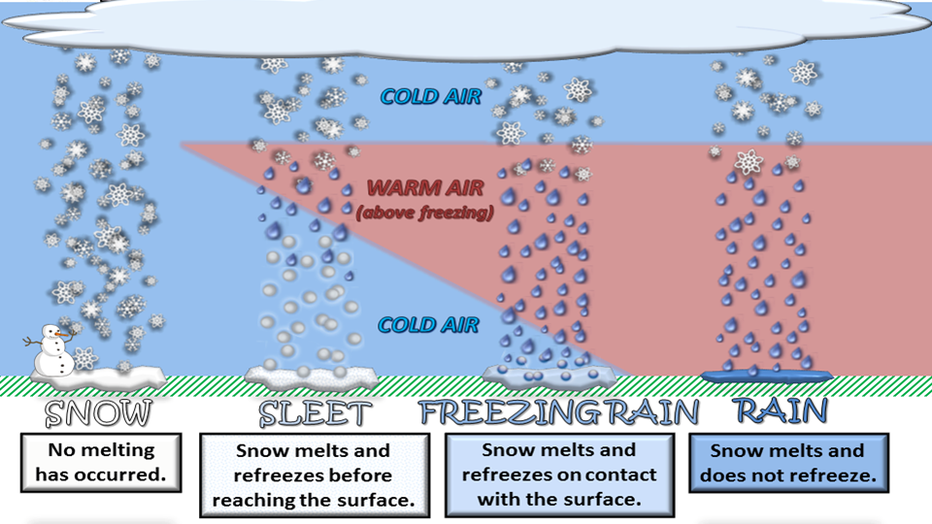 COLD AIR
WARM AIR
(above freezing)
COLD AIR
SNOW
SLEET
FREEZING RAIN
RAIN
No melting
has occurred.
Snow melts and
refreezes before
reaching the surface.
Snow melts and
refreezes on contact
with the surface.
Snow melts and
does not refreeze.